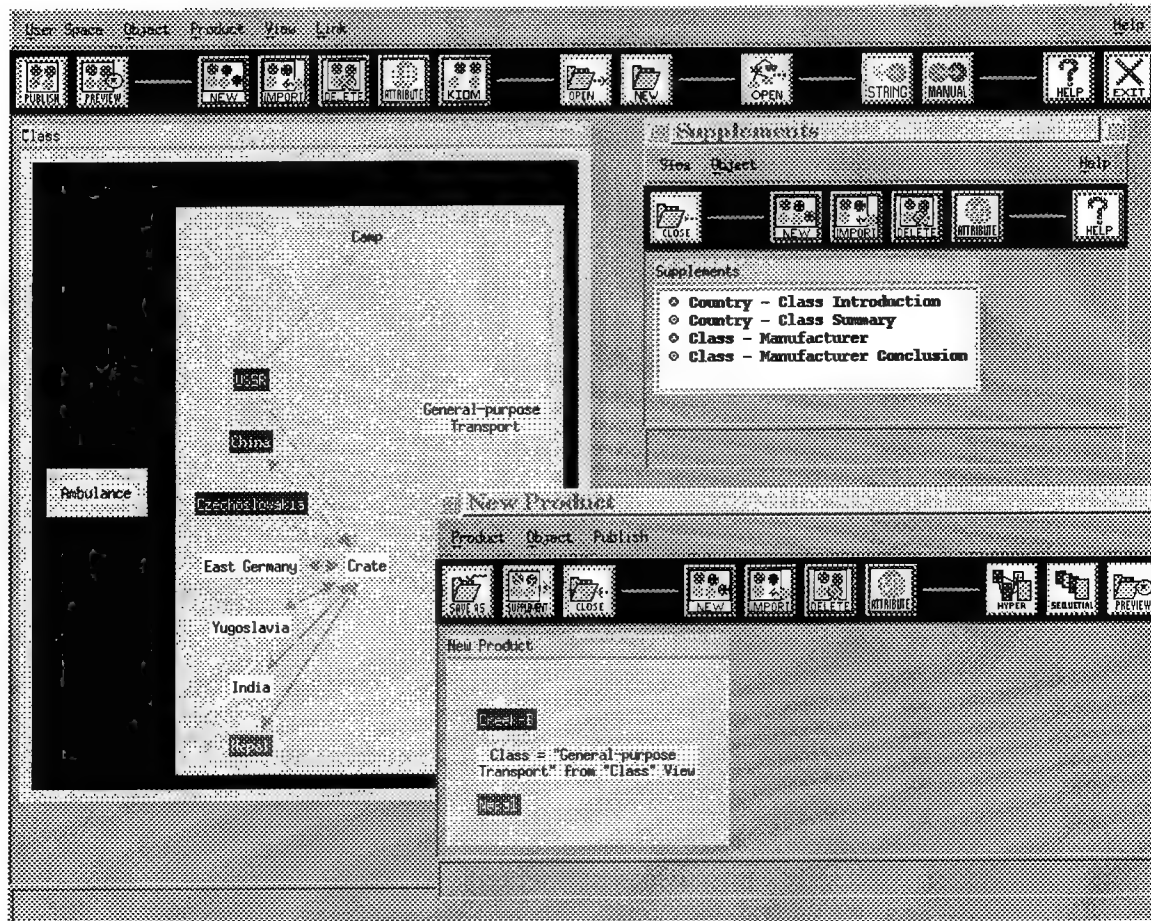 User Space Object Product View Link Help
PUBLISH PREVIEW NEW IMPORT DELETE ATTRIBUTE KIOM OPEN NEW OPEN STRING MANUAL HELP EXIT
Class
Camp
USSR
General-purpose
Transport
China
Ambulance
Czechoslovakia
East Germany Crate
Yugoslavia
India
Nepal
Supplements
View Object Help
CLOSE NEW IMPORT DELETE ATTRIBUTE HELP
Supplements
Country - Class Introduction
Country - Class Summary
Class - Manufacturer
Class - Manufacturer Conclusion
New Product
Product Object Publish
SAVE AS SUPPLEMENT CLOSE NEW IMPORT DELETE ATTRIBUTE HYPER SEQUETIAL PREVIEW
New Product
Creek-B
Class = "General-purpose
Transport" from "Class" View
Nepal